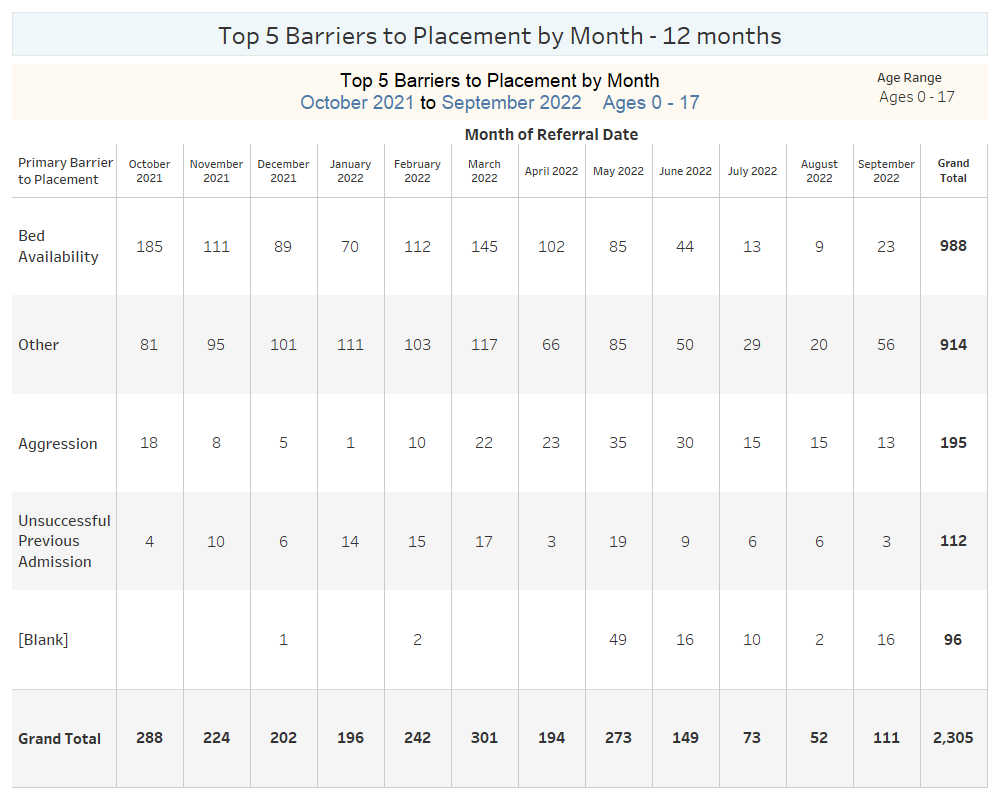 Top 5 Barriers to Placement by Month - 12 months
Top 5 Barriers to Placement by Month
October 2021 to September 2022 Ages 0 - 17
Age Range
Ages 0 - 17
Month of Referral Date
Primary Barrier to Placement October 2021 November 2021 December 2021 January 2022 February 2022 March 2022 April 2022 May 2022 June 2022 July 2022 August 2022 September 2022 Grand Total
Bed Availability 185 111 89 70 112 145 102 85 44 13 9 23 988
Other 81 95 101 111 103 117 66 85 50 29 20 56 914
Aggression 18 8 5 1 10 22 23 35 30 15 15 13 195
Unsuccessful Previous Admission 4 10 6 14 15 17 3 19 9 6 6 3 112
[Blank] 1 2 49 16 10 2 16 96
Grand Total 288 224 202 196 242 301 194 273 149 73 52 111 2,305